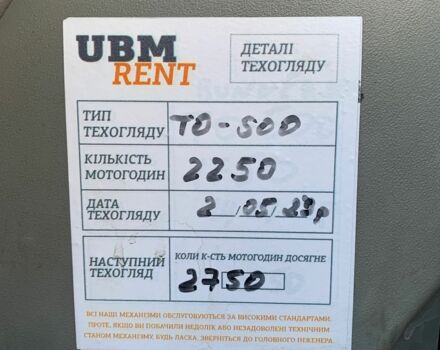 UBM
RENT
ДЕТАЛІ
ТЕХОГЛЯДУ
ТИП
ТЕХОГЛЯДУ
ТО-500
КІЛЬКІСТЬ
МОТОГОДИН
2250
ДАТА
ТЕХОГЛЯДУ
2/05/23р
НАСТУПНИЙ
ТЕХОГЛЯД
КОЛИ К-СТЬ МОТОГОДИН ДОСЯГНЕ
2750
ВСІ НАШІ МЕХАНІЗМИ ОБСЛУГОВУЮТЬСЯ ЗА ВИСОКИМИ СТАНДАРТАМИ.
ПРОТЕ, ЯКЩО ВИ ПОБАЧИЛИ НЕДОЛІК АБО НЕЗАДОВОЛЕНІ ТЕХНІЧНИМ
СТАНОМ МЕХАНІЗМУ, БУДЬ ЛАСКА, ЗВЕРНІТЬСЯ ДО ГОЛОВНОГО ІНЖЕНЕРА.